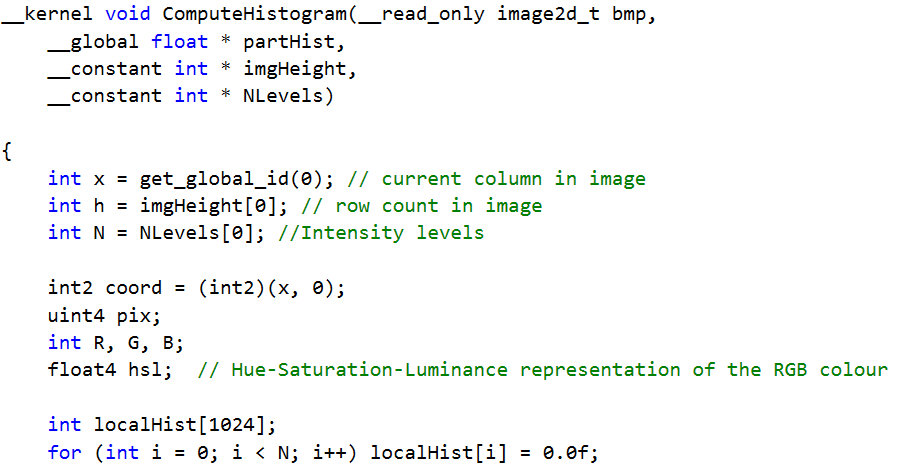 __kernel void ComputeHistogram(__read_only image2d_t bmp,
    __global float * partHist,
    __constant int * imgHeight,
    __constant int * NLevels)
{
    int x = get_global_id(0); // current column in image
    int h = imgHeight[0]; // row count in image
    int N = NLevels[0]; //Intensity levels
    int2 coord = (int2)(x, 0);
    uint4 pix;
    int R, G, B;
    float4 hsl;  // Hue-Saturation-Luminance representation of the RGB colour
    int localHist[1024];
    for (int i = 0; i < N; i++) localHist[i] = 0.0f;